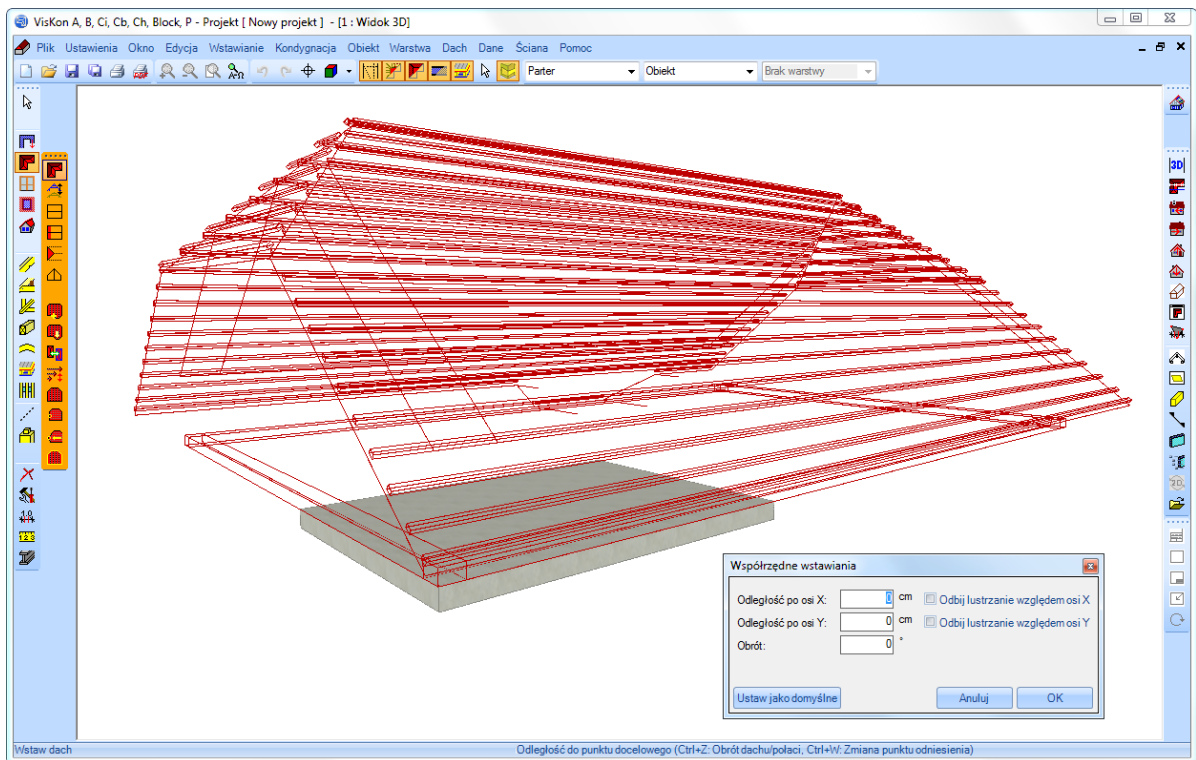 VisKon A, B, Ci, Cb, Ch, Block, P - Projekt [ Nowy projekt ] - [1 : Widok 3D]
Plik Ustawienia Okno Edycja Wstawianie Kondygnacja Obiekt Warstwa Dach Dane Ściana Pomoc
Parter Obiekt Brak warstwy
3D
Współrzędne wstawiania
Odległość po osi X: 0 cm Odbij lustrzanie względem osi X
Odległość po osi Y: 0 cm Odbij lustrzanie względem osi Y
Obrót: 0 °
Ustaw jako domyślne Anuluj OK
Wstaw dach Odległość do punktu docelowego (Ctrl+Z: Obrót dachu/połaci, Ctrl+W: Zmiana punktu odniesienia)